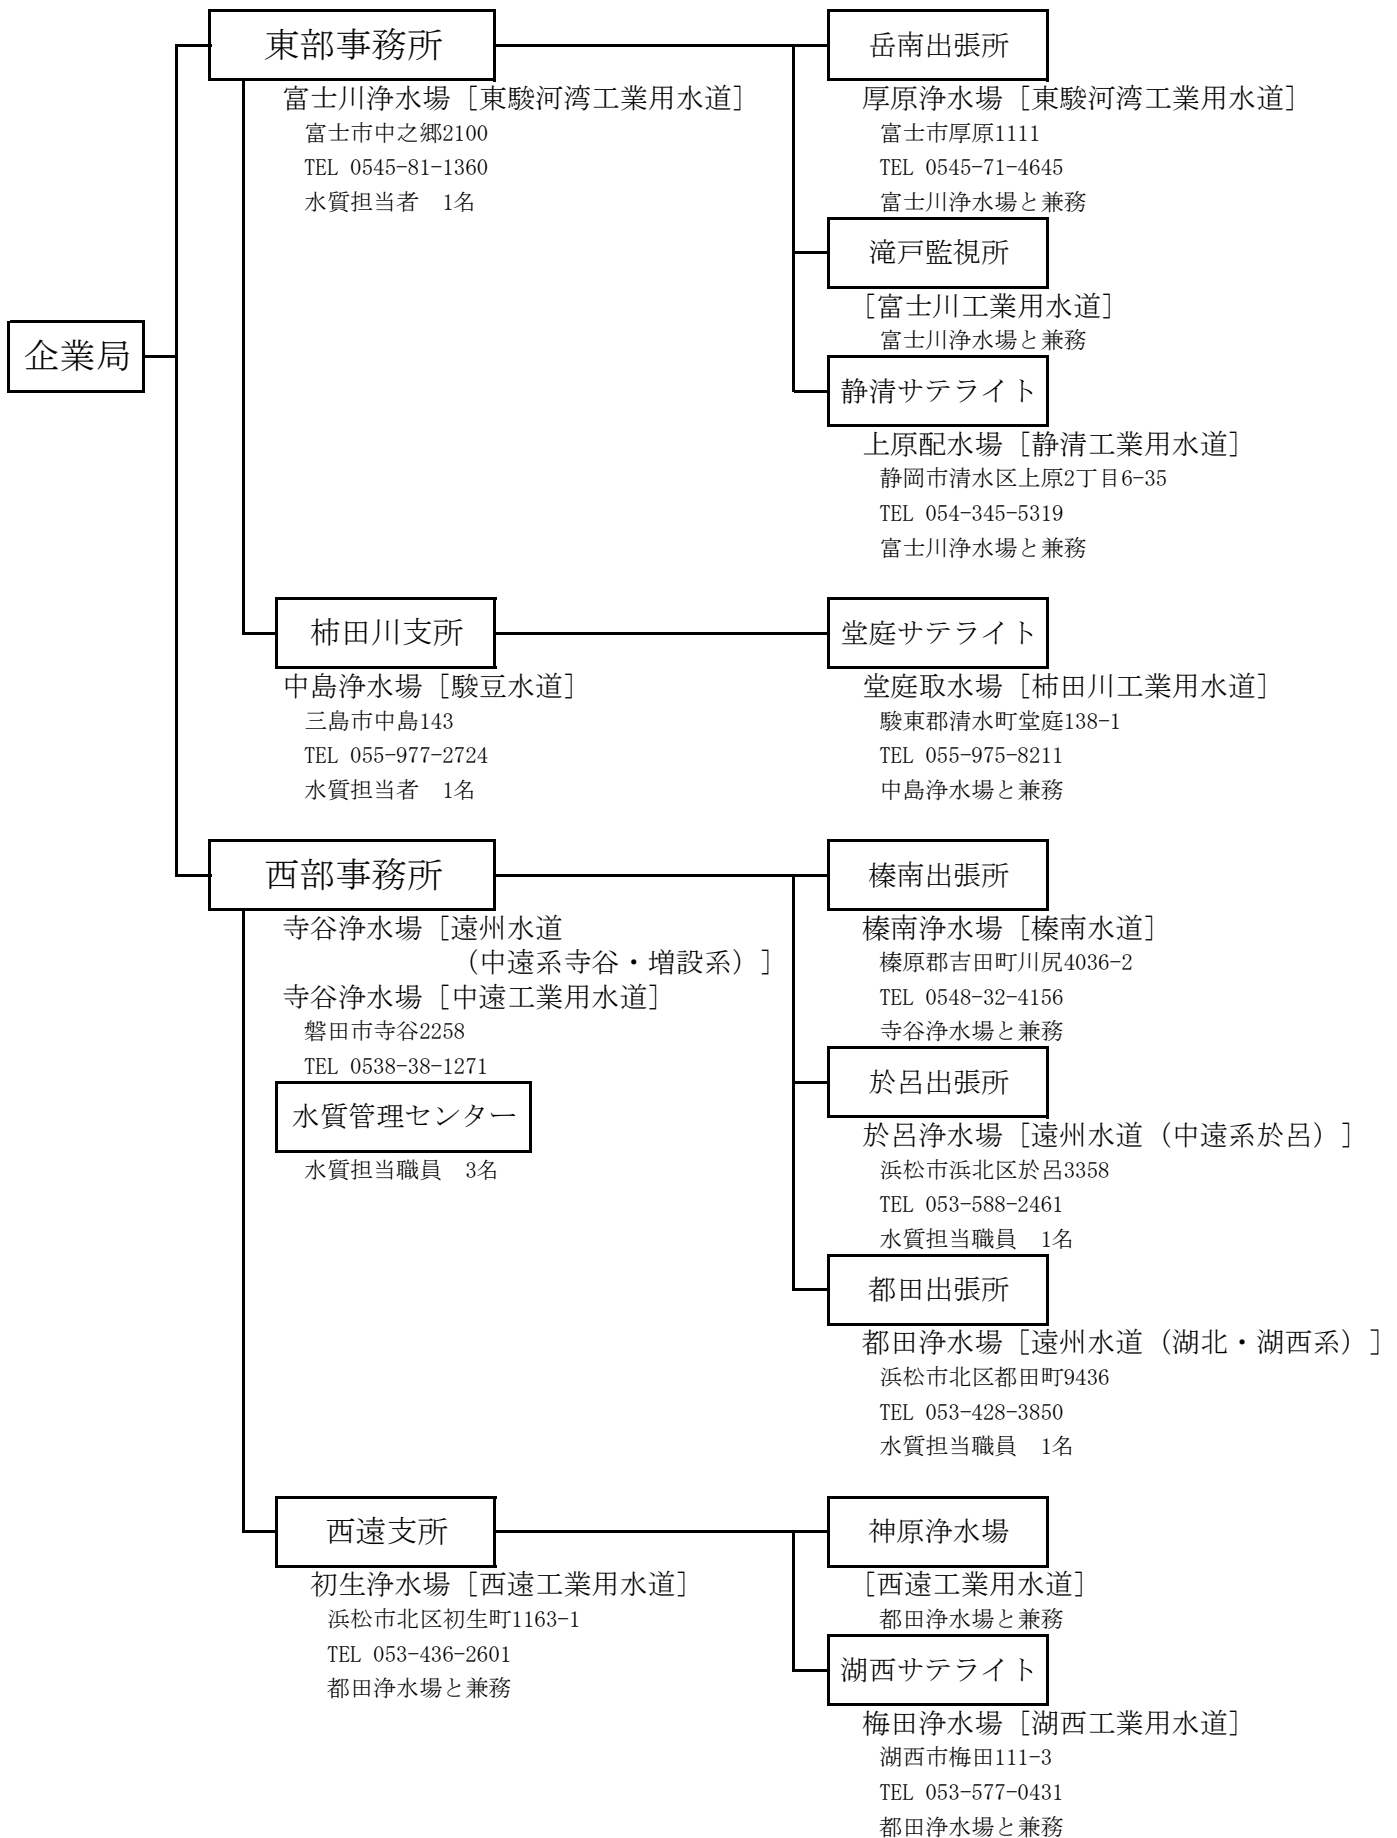 企業局
東部事務所
富士川浄水場［東駿河湾工業用水道］
富士市中之郷2100
TEL 0545-81-1360
水質担当者　1名
岳南出張所
厚原浄水場［東駿河湾工業用水道］
富士市厚原1111
TEL 0545-71-4645
富士川浄水場と兼務
滝戸監視所
［富士川工業用水道］
富士川浄水場と兼務
静清サテライト
上原配水場［静清工業用水道］
静岡市清水区上原2丁目6-35
TEL 054-345-5319
富士川浄水場と兼務
柿田川支所
中島浄水場［駿豆水道］
三島市中島143
TEL 055-977-2724
水質担当者　1名
堂庭サテライト
堂庭取水場［柿田川工業用水道］
駿東郡清水町堂庭138-1
TEL 055-975-8211
中島浄水場と兼務
西部事務所
寺谷浄水場［遠州水道
（中遠系寺谷・増設系）］
寺谷浄水場［中遠工業用水道］
磐田市寺谷2258
TEL 0538-38-1271
水質管理センター
水質担当職員　3名
榛南出張所
榛南浄水場［榛南水道］
榛原郡吉田町川尻4036-2
TEL 0548-32-4156
寺谷浄水場と兼務
於呂出張所
於呂浄水場［遠州水道（中遠系於呂）］
浜松市浜北区於呂3358
TEL 053-588-2461
水質担当職員　1名
都田出張所
都田浄水場［遠州水道（湖北・湖西系）］
浜松市北区都田町9436
TEL 053-428-3850
水質担当職員　1名
西遠支所
初生浄水場［西遠工業用水道］
浜松市北区初生町1163-1
TEL 053-436-2601
都田浄水場と兼務
神原浄水場
［西遠工業用水道］
都田浄水場と兼務
湖西サテライト
梅田浄水場［湖西工業用水道］
湖西市梅田111-3
TEL 053-577-0431
都田浄水場と兼務